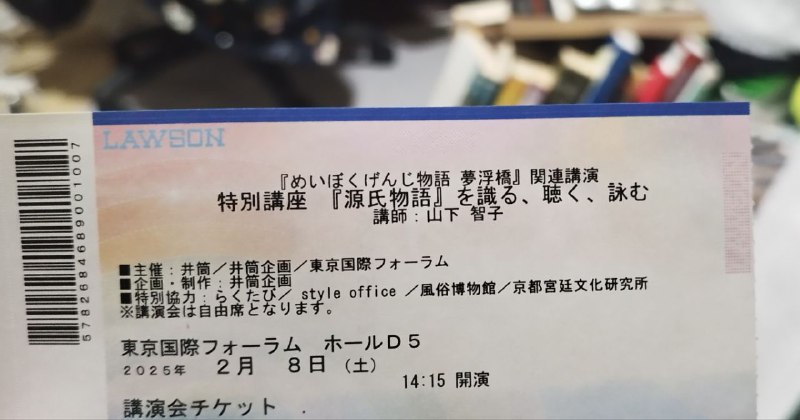 LAWSON
『めいぼくげんじ物語 夢浮橋』関連講演
特別講座 『源氏物語』を識る、聴く、詠む
講師：山下 智子
■主催：井筒／井筒企画／東京国際フォーラム
■企画・制作：井筒企画
■特別協力：らくたび／ style office ／風俗博物館／京都宮廷文化研究所
※講演会は自由席となります。
東京国際フォーラム ホールＤ５
2025年 ２月 ８日（土）
14:15 開演
講演会チケット
5782684689001007